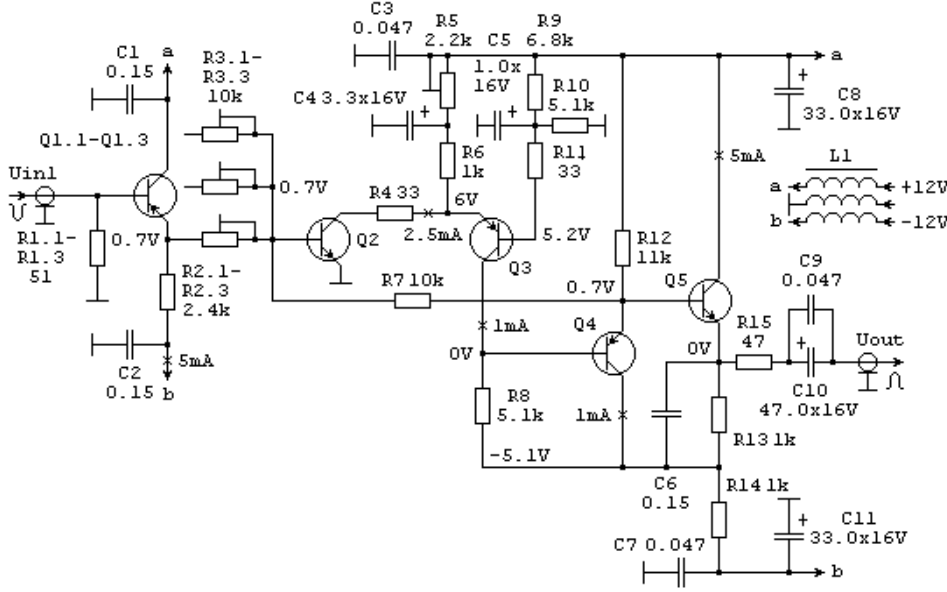 C3
0.047
R5
2.2k
C5
1.0x
16V
R9
6.8k
a
C1
0.15
a
R3.1-
R3.3
10k
C4 3.3x16V
R10
5.1k
C8
33.0x16V
Q1.1-Q1.3
R6
1k
R11
33
5mA
L1
a
+12V
b
-12V
Uin1
0.7V
R4 33
6V
2.5mA
Q2
Q3
5.2V
R1.1-
R1.3
51
0.7V
R2.1-
R2.3
2.4k
R7 10k
R12
11k
0.7V
Q5
C9
0.047
1mA
Q4
R15
47
Uout
C2
0.15
5mA
b
0V
0V
C10
47.0x16V
R8
5.1k
1mA
R13 1k
-5.1V
C6
0.15
R14 1k
C11
33.0x16V
C7 0.047
b